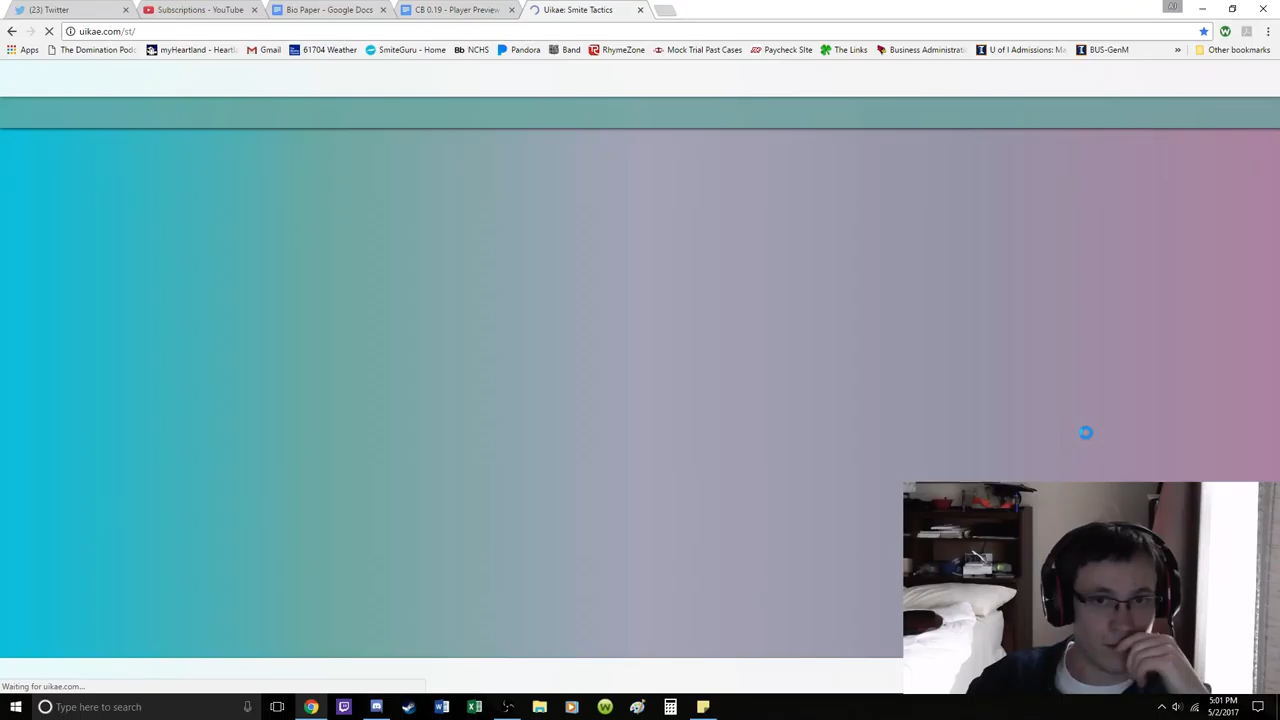 (23) Twitter
Subscriptions - YouTube
Bio Paper - Google Docs
CB 0.19 - Player Preview
Uikae: Smite Tactics
uikae.com/st/
Apps
The Domination Podc
myHeartland - Heartl
Gmail
61704 Weather
SmiteGuru - Home
Bb NCHS
Pandora
Band
RhymeZone
Mock Trial Past Cases
Paycheck Site
The Links
Business Administrati
U of I Admissions: Ma
BUS-GenM
» Other bookmarks
Waiting for uikae.com...
Type here to search
5:01 PM
5/2/2017